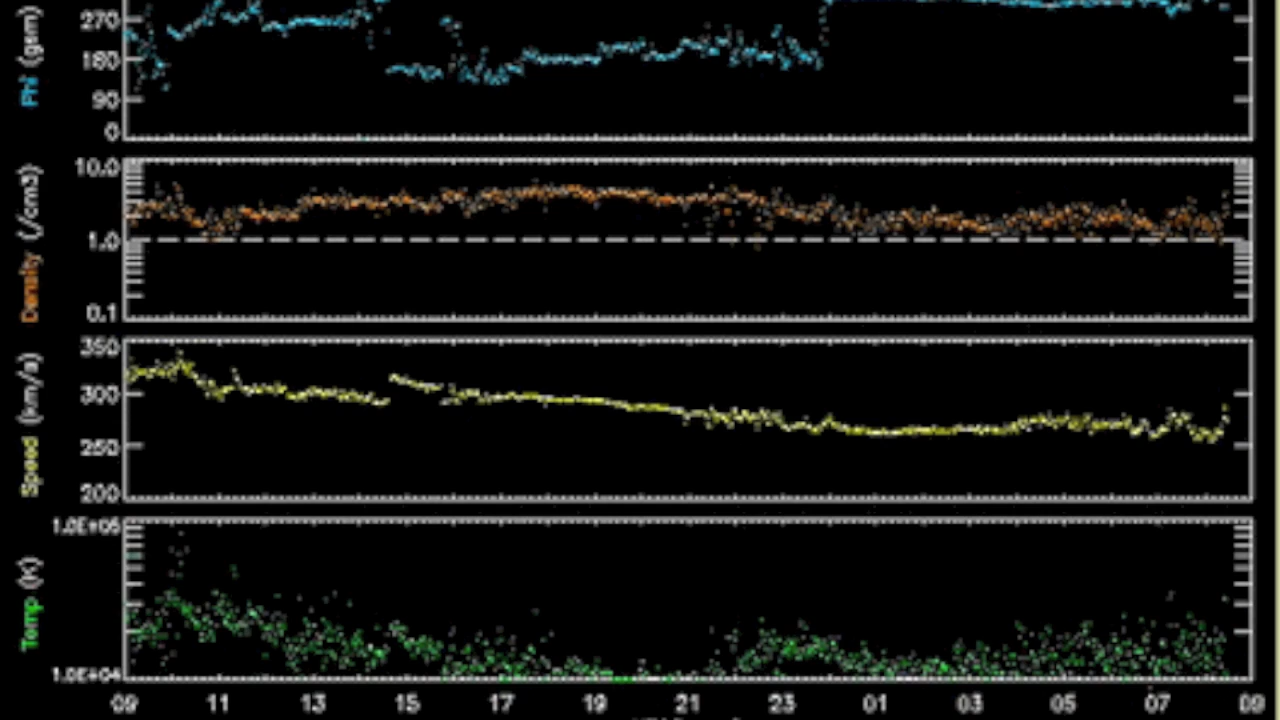 Phi (gsm)
270
180
90
0
Density (/cm3)
10.0
1.0
0.1
Speed (km/s)
350
300
250
200
Temp (K)
1.0E+05
1.0E+04
09 11 13 15 17 19 21 23 01 03 05 07 09